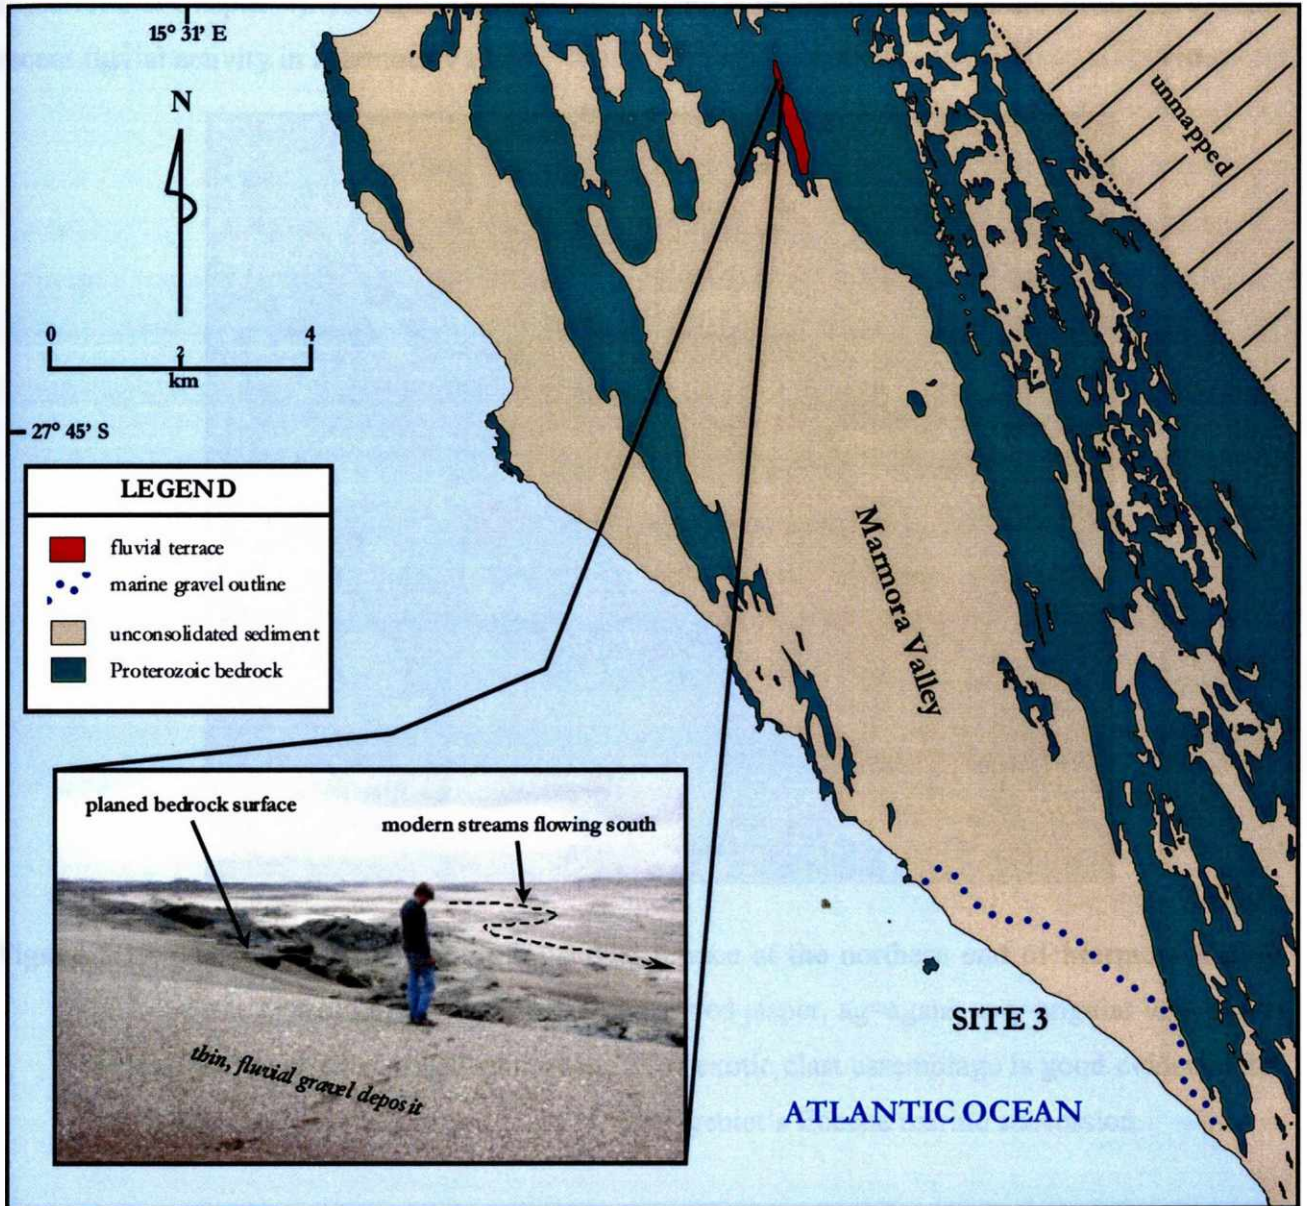 15° 31' E
N
0
4
2
km
27° 45' S
unmapped
LEGEND
fluvial terrace
marine gravel outline
unconsolidated sediment
Proterozoic bedrock
Marmora Valley
planed bedrock surface
modern streams flowing south
thin, fluvial gravel deposit
SITE 3
ATLANTIC OCEAN